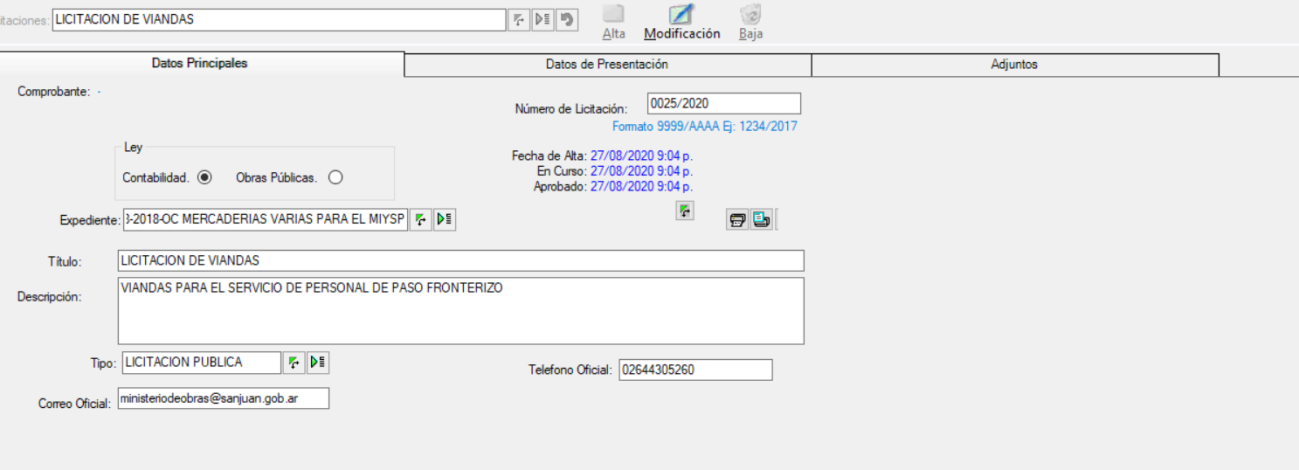 itaciones: LICITACION DE VIANDAS
Alta Modificación Baja
Datos Principales Datos de Presentación Adjuntos
Comprobante: -
Número de Licitación: 0025/2020
Formato 9999/AAAA Ej: 1234/2017
Ley
Contabilidad. Obras Públicas.
Fecha de Alta: 27/08/2020 9:04 p.
En Curso: 27/08/2020 9:04 p.
Aprobado: 27/08/2020 9:04 p.
Expediente: 3-2018-OC MERCADERIAS VARIAS PARA EL MIYSP
Título: LICITACION DE VIANDAS
Descripción: VIANDAS PARA EL SERVICIO DE PERSONAL DE PASO FRONTERIZO
Tipo: LICITACION PUBLICA
Telefono Oficial: 02644305260
Correo Oficial: ministeriodeobras@sanjuan.gob.ar